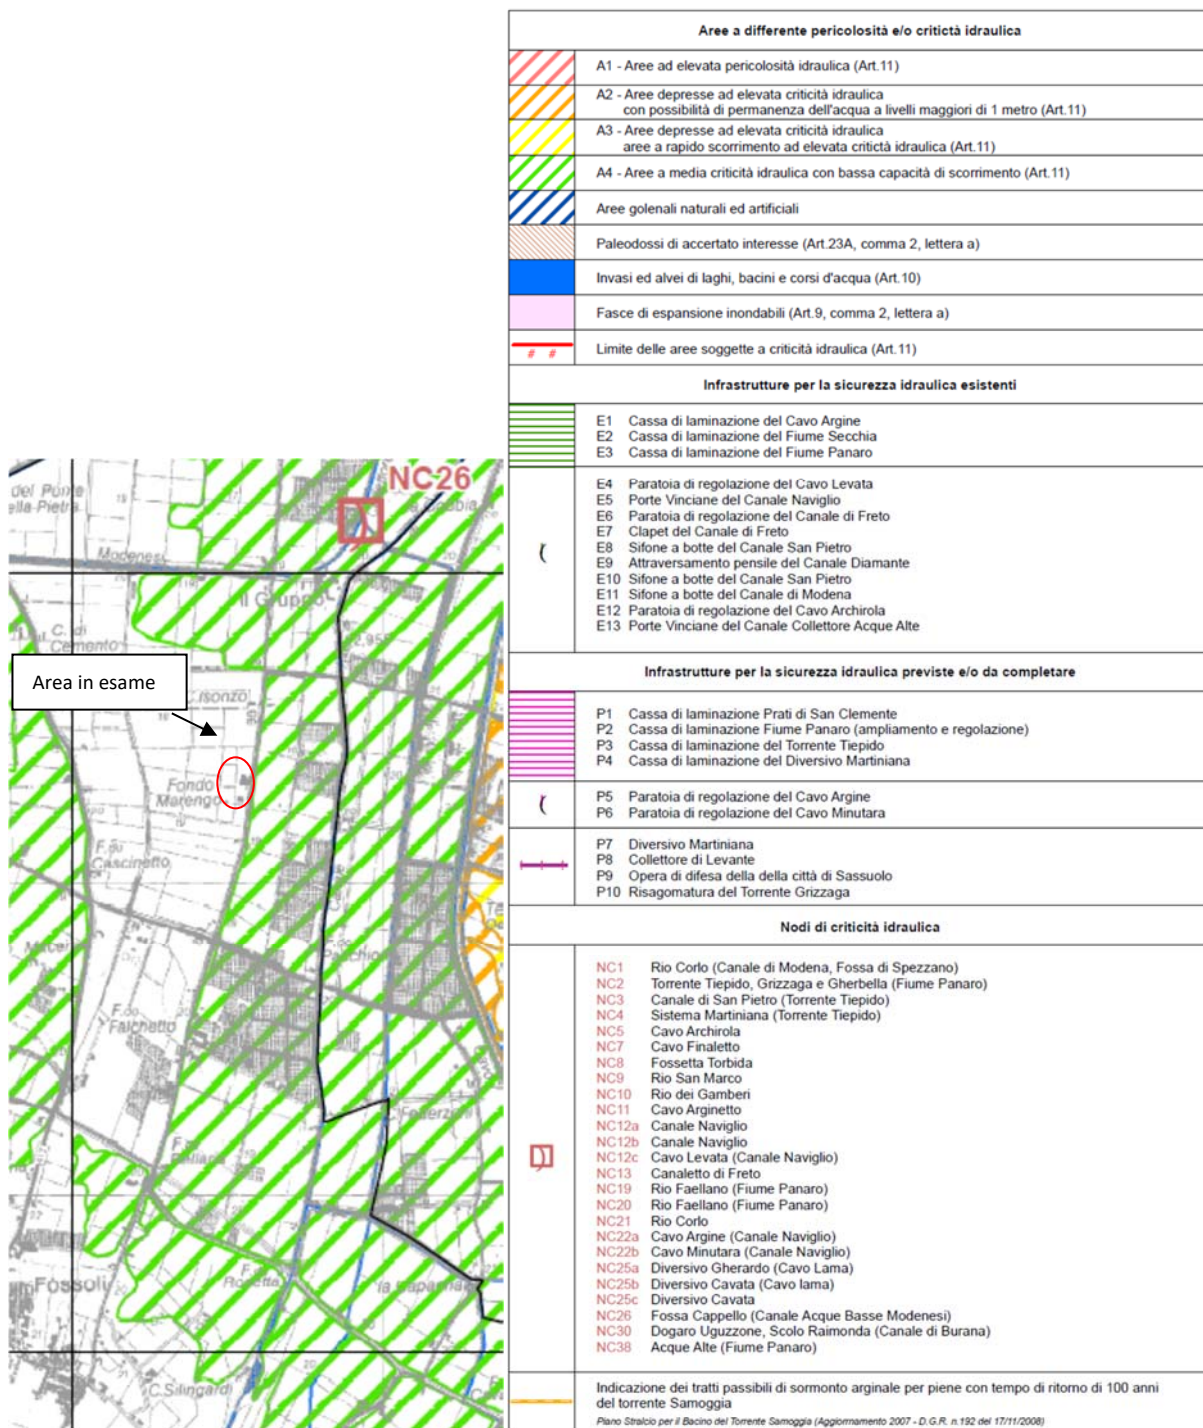 Aree a differente pericolosità e/o critictà idraulica
A1 - Aree ad elevata pericolosità idraulica (Art.11)
A2 - Aree depresse ad elevata criticità idraulica
con possibilità di permanenza dell'acqua a livelli maggiori di 1 metro (Art.11)
A3 - Aree depresse ad elevata criticità idraulica
aree a rapido scorrimento ad elevata critictà idraulica (Art.11)
A4 - Aree a media criticità idraulica con bassa capacità di scorrimento (Art.11)
Aree golenali naturali ed artificiali
Paleodossi di accertato interesse (Art.23A, comma 2, lettera a)
Invasi ed alvei di laghi, bacini e corsi d'acqua (Art.10)
Fasce di espansione inondabili (Art.9, comma 2, lettera a)
Limite delle aree soggette a criticità idraulica (Art.11)
Infrastrutture per la sicurezza idraulica esistenti
E1 Cassa di laminazione del Cavo Argine
E2 Cassa di laminazione del Fiume Secchia
E3 Cassa di laminazione del Fiume Panaro
E4 Paratoia di regolazione del Cavo Levata
E5 Porte Vinciane del Canale Naviglio
E6 Paratoia di regolazione del Canale di Freto
E7 Clapet del Canale di Freto
E8 Sifone a botte del Canale San Pietro
E9 Attraversamento pensile del Canale Diamante
E10 Sifone a botte del Canale San Pietro
E11 Sifone a botte del Canale di Modena
E12 Paratoia di regolazione del Cavo Archirola
E13 Porte Vinciane del Canale Collettore Acque Alte
Infrastrutture per la sicurezza idraulica previste e/o da completare
P1 Cassa di laminazione Prati di San Clemente
P2 Cassa di laminazione Fiume Panaro (ampliamento e regolazione)
P3 Cassa di laminazione del Torrente Tiepido
P4 Cassa di laminazione del Diversivo Martiniana
P5 Paratoia di regolazione del Cavo Argine
P6 Paratoia di regolazione del Cavo Minutara
P7 Diversivo Martiniana
P8 Collettore di Levante
P9 Opera di difesa della della città di Sassuolo
P10 Risagomatura del Torrente Grizzaga
Nodi di criticità idraulica
NC1 Rio Corlo (Canale di Modena, Fossa di Spezzano)
NC2 Torrente Tiepido, Grizzaga e Gherbella (Fiume Panaro)
NC3 Canale di San Pietro (Torrente Tiepido)
NC4 Sistema Martiniana (Torrente Tiepido)
NC5 Cavo Archirola
NC7 Cavo Finaletto
NC8 Fossetta Torbida
NC9 Rio San Marco
NC10 Rio dei Gamberi
NC11 Cavo Arginetto
NC12a Canale Naviglio
NC12b Canale Naviglio
NC12c Cavo Levata (Canale Naviglio)
NC13 Canaletto di Freto
NC19 Rio Faellano (Fiume Panaro)
NC20 Rio Faellano (Fiume Panaro)
NC21 Rio Corlo
NC22a Cavo Argine (Canale Naviglio)
NC22b Cavo Minutara (Canale Naviglio)
NC25a Diversivo Gherardo (Cavo Lama)
NC25b Diversivo Cavata (Cavo lama)
NC25c Diversivo Cavata
NC26 Fossa Cappello (Canale Acque Basse Modenesi)
NC30 Dogaro Uguzzone, Scolo Raimonda (Canale di Burana)
NC38 Acque Alte (Fiume Panaro)
Indicazione dei tratti passibili di sormonto arginale per piene con tempo di ritorno di 100 anni
del torrente Samoggia
Piano Stralcio per il Bacino del Torrente Samoggia (Aggiornamento 2007 - D.G.R. n.192 del 17/11/2008)
NC26
del Ponte
Modenesi
Il Gruppo
C. di
Cemento
Area in esame
C.Isonzo
Fondo
Marengo
F.do
Cascinetto
F.do
Falchetto
Fossoli
C.Silingardi